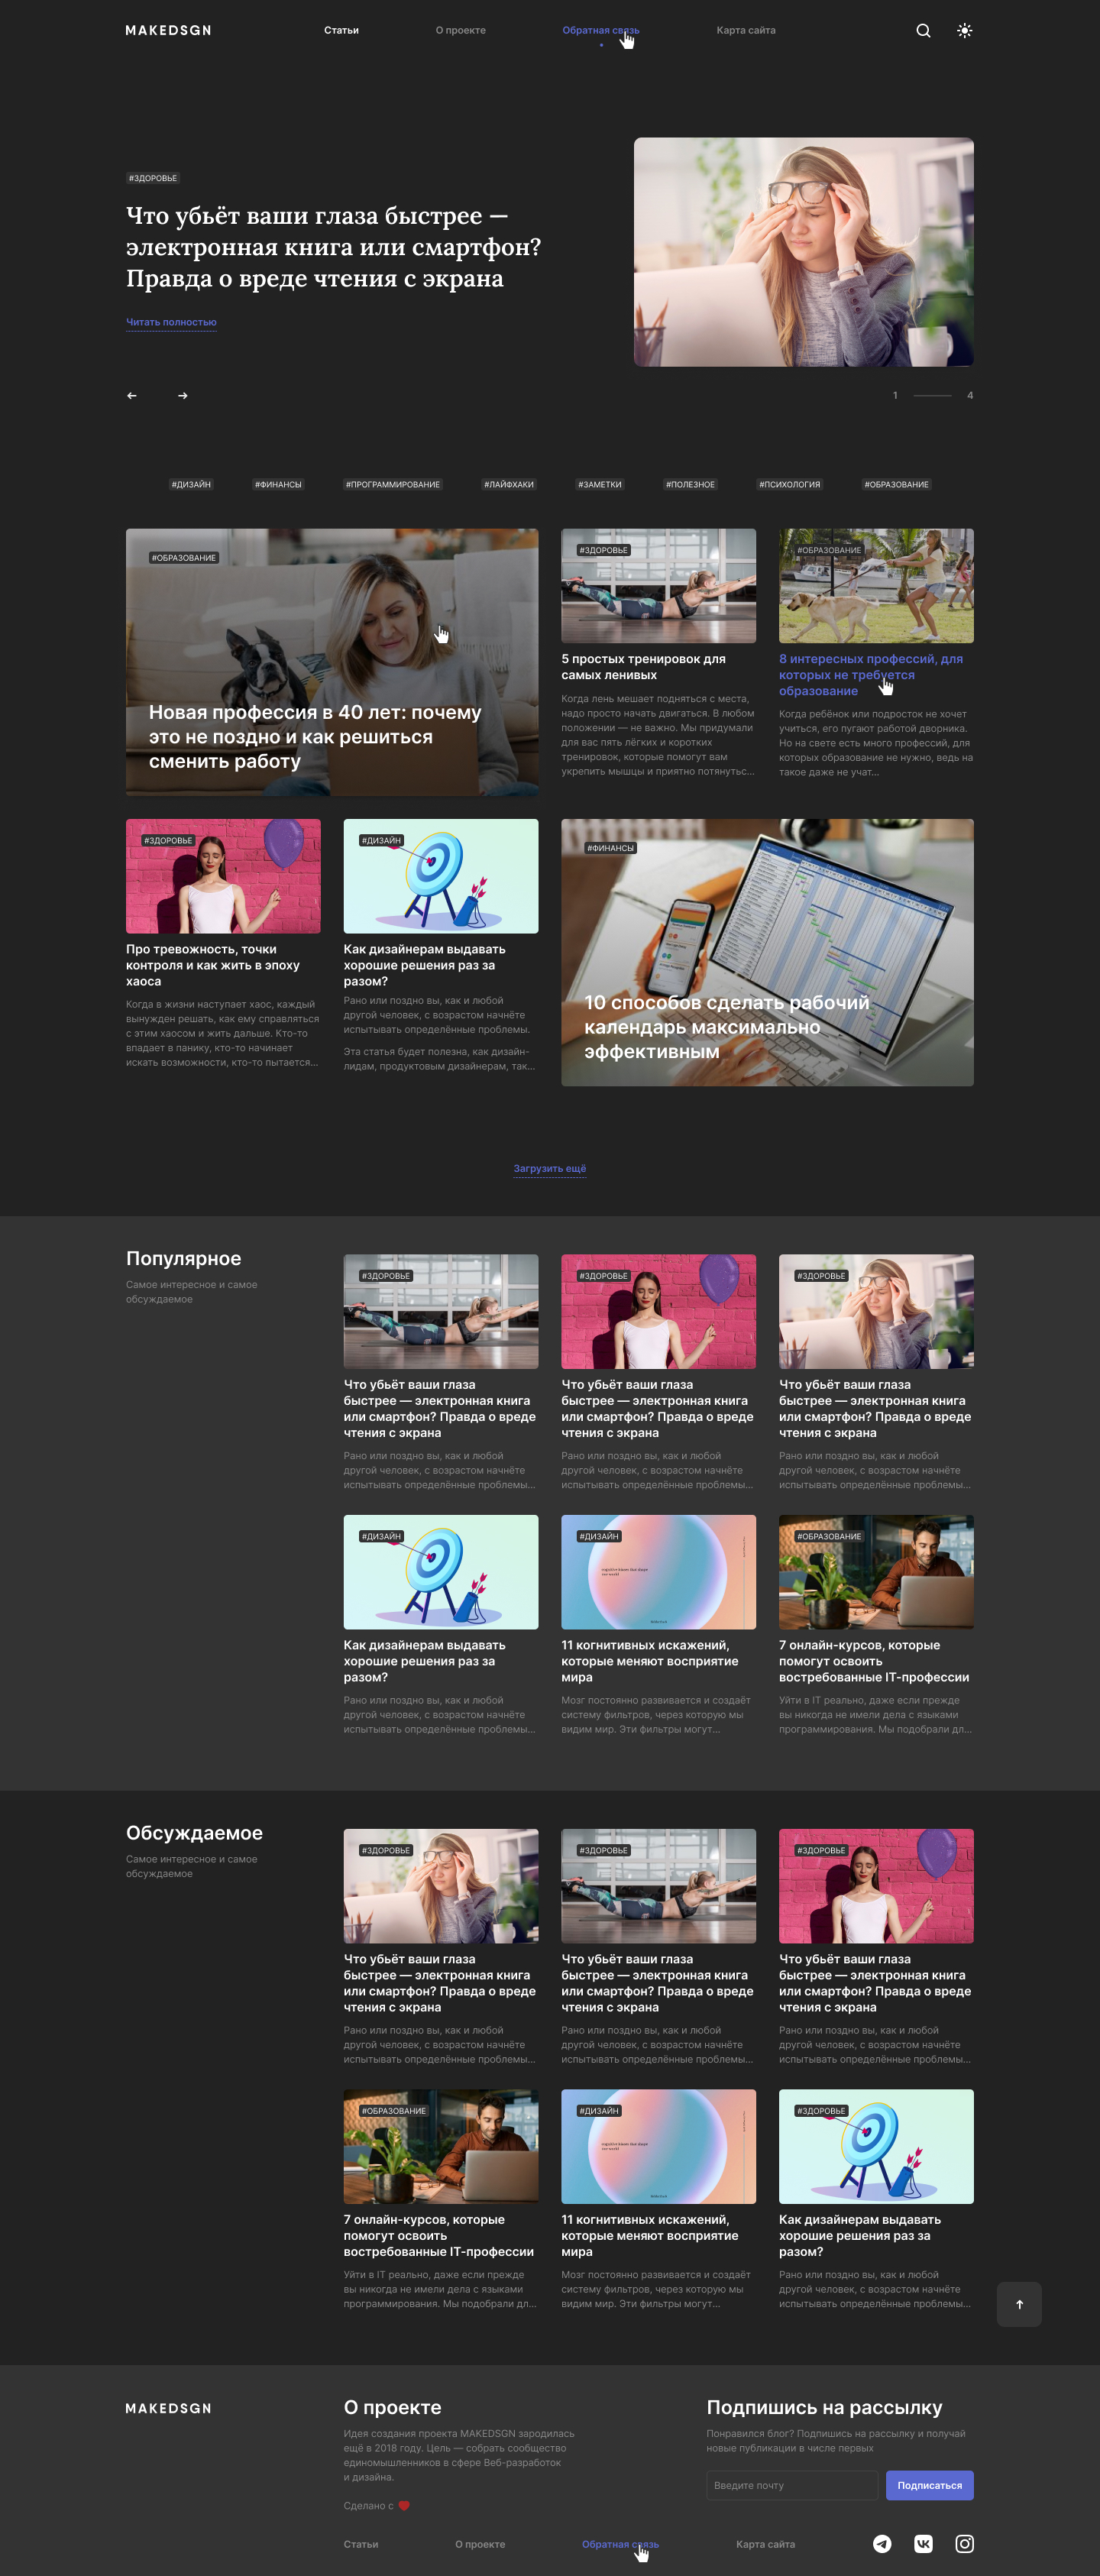 MAKEDSGN
Статьи
О проекте
Обратная связь
Карта сайта
#ЗДОРОВЬЕ
Что убьёт ваши глаза быстрее —
электронная книга или смартфон?
Правда о вреде чтения с экрана
Читать полностью
1
4
#ДИЗАЙН
#ФИНАНСЫ
#ПРОГРАММИРОВАНИЕ
#ЛАЙФХАКИ
#ЗАМЕТКИ
#ПОЛЕЗНОЕ
#ПСИХОЛОГИЯ
#ОБРАЗОВАНИЕ
#ОБРАЗОВАНИЕ
Новая профессия в 40 лет: почему
это не поздно и как решиться
сменить работу
#ЗДОРОВЬЕ
5 простых тренировок для
самых ленивых
Когда лень мешает подняться с места,
надо просто начать двигаться. В любом
положении — не важно. Мы придумали
для вас пять лёгких и коротких
тренировок, которые помогут вам
укрепить мышцы и приятно потянутьс...
#ОБРАЗОВАНИЕ
8 интересных профессий, для
которых не требуется
образование
Когда ребёнок или подросток не хочет
учиться, его пугают работой дворника.
Но на свете есть много профессий, для
которых образование не нужно, ведь на
такое даже не учат...
#ЗДОРОВЬЕ
Про тревожность, точки
контроля и как жить в эпоху
хаоса
Когда в жизни наступает хаос, каждый
вынужден решать, как ему справляться
с этим хаосом и жить дальше. Кто-то
впадает в панику, кто-то начинает
искать возможности, кто-то пытается...
#ДИЗАЙН
Как дизайнерам выдавать
хорошие решения раз за
разом?
Рано или поздно вы, как и любой
другой человек, с возрастом начнёте
испытывать определённые проблемы.
Эта статья будет полезна, как дизайн-
лидам, продуктовым дизайнерам, так...
#ФИНАНСЫ
10 способов сделать рабочий
календарь максимально
эффективным
Загрузить ещё
Популярное
Самое интересное и самое
обсуждаемое
#ЗДОРОВЬЕ
Что убьёт ваши глаза
быстрее — электронная книга
или смартфон? Правда о вреде
чтения с экрана
Рано или поздно вы, как и любой
другой человек, с возрастом начнёте
испытывать определённые проблемы...
#ЗДОРОВЬЕ
Что убьёт ваши глаза
быстрее — электронная книга
или смартфон? Правда о вреде
чтения с экрана
Рано или поздно вы, как и любой
другой человек, с возрастом начнёте
испытывать определённые проблемы...
#ЗДОРОВЬЕ
Что убьёт ваши глаза
быстрее — электронная книга
или смартфон? Правда о вреде
чтения с экрана
Рано или поздно вы, как и любой
другой человек, с возрастом начнёте
испытывать определённые проблемы...
#ДИЗАЙН
Как дизайнерам выдавать
хорошие решения раз за
разом?
Рано или поздно вы, как и любой
другой человек, с возрастом начнёте
испытывать определённые проблемы...
#ДИЗАЙН
11 когнитивных искажений,
которые меняют восприятие
мира
Мозг постоянно развивается и создаёт
систему фильтров, через которую мы
видим мир. Эти фильтры могут...
#ОБРАЗОВАНИЕ
7 онлайн-курсов, которые
помогут освоить
востребованные IT-профессии
Уйти в IT реально, даже если прежде
вы никогда не имели дела с языками
программирования. Мы подобрали дл...
Обсуждаемое
Самое интересное и самое
обсуждаемое
#ЗДОРОВЬЕ
Что убьёт ваши глаза
быстрее — электронная книга
или смартфон? Правда о вреде
чтения с экрана
Рано или поздно вы, как и любой
другой человек, с возрастом начнёте
испытывать определённые проблемы...
#ЗДОРОВЬЕ
Что убьёт ваши глаза
быстрее — электронная книга
или смартфон? Правда о вреде
чтения с экрана
Рано или поздно вы, как и любой
другой человек, с возрастом начнёте
испытывать определённые проблемы...
#ЗДОРОВЬЕ
Что убьёт ваши глаза
быстрее — электронная книга
или смартфон? Правда о вреде
чтения с экрана
Рано или поздно вы, как и любой
другой человек, с возрастом начнёте
испытывать определённые проблемы...
#ОБРАЗОВАНИЕ
7 онлайн-курсов, которые
помогут освоить
востребованные IT-профессии
Уйти в IT реально, даже если прежде
вы никогда не имели дела с языками
программирования. Мы подобрали дл...
#ДИЗАЙН
11 когнитивных искажений,
которые меняют восприятие
мира
Мозг постоянно развивается и создаёт
систему фильтров, через которую мы
видим мир. Эти фильтры могут...
#ЗДОРОВЬЕ
Как дизайнерам выдавать
хорошие решения раз за
разом?
Рано или поздно вы, как и любой
другой человек, с возрастом начнёте
испытывать определённые проблемы...
MAKEDSGN
О проекте
Идея создания проекта MAKEDSGN зародилась
ещё в 2018 году. Цель — собрать сообщество
единомышленников в сфере Веб-разработок
и дизайна.
Сделано с
Подпишись на рассылку
Понравился блог? Подпишись на рассылку и получай
новые публикации в числе первых
Введите почту
Подписаться
Статьи
О проекте
Обратная связь
Карта сайта